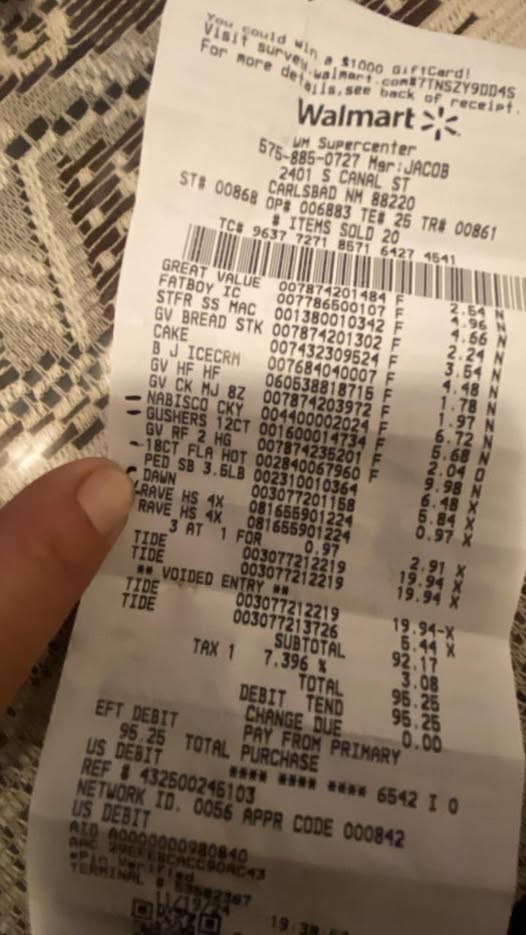 You could win a $1000 GiftCard!
Visit survey.walmart.com#7TNSZY9DD4S
For more details,see back of receipt.
Walmart
WM Supercenter
575-885-0727 Mgr:JACOB
2401 S CANAL ST
CARLSBAD NM 88220
ST# 00868 OP# 006883 TE# 25 TR# 00861
# ITEMS SOLD 20
TC# 9637 7271 8571 6427 4641
GREAT VALUE 007874201484 F 2.64 N
FATBOY IC 007786500107 F 4.96 N
STFR SS MAC 001380010342 F 4.66 N
GV BREAD STK 007874201302 F 2.24 N
CAKE 007432309524 F 3.54 N
B J ICECRM 007684040007 F 4.48 N
GV HF HF 060538818715 F 1.78 N
GV CK MJ 8Z 007874203972 F 1.97 N
NABISCO CKY 004400002024 F 6.72 N
GUSHERS 12CT 001600014734 F 5.68 N
GV RF 2 HG 007874235201 F 2.04 O
18CT FLA HOT 002840067960 F 9.98 N
PED SB 3.5LB 002310010364 6.48 X
DAWN 003077201158 5.84 X
RAVE HS 4X 081655901224 0.97 X
RAVE HS 4X 081655901224
3 AT 1 FOR 0.97 2.91 X
TIDE 003077212219 19.94 X
TIDE 003077212219 19.94 X
** VOIDED ENTRY **
TIDE 003077212219 19.94-X
TIDE 003077213726 5.44 X
SUBTOTAL 92.17
TAX 1 7.396 % 3.08
TOTAL 95.25
DEBIT TEND 95.25
CHANGE DUE 0.00
EFT DEBIT PAY FROM PRIMARY
95.25 TOTAL PURCHASE
US DEBIT **** **** **** 6542 I 0
REF # 432500246103
NETWORK ID. 0056 APPR CODE 000842
US DEBIT
AID A0000000980840
*Pin Verified
TERMINAL #